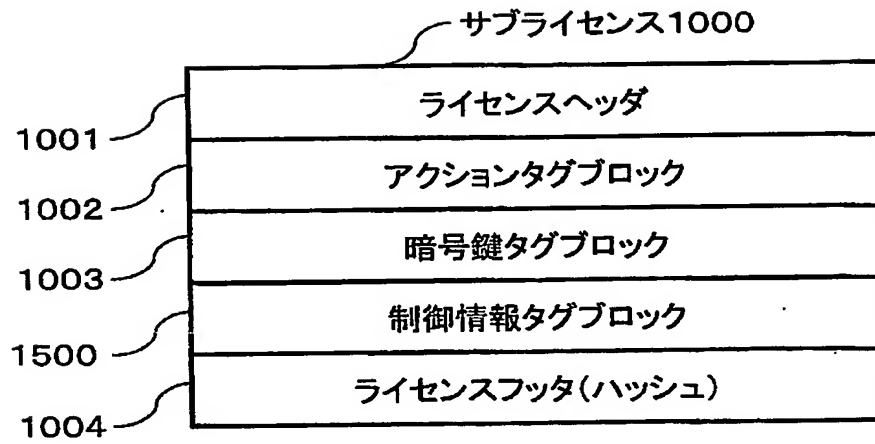 サブライセンス1000
ライセンスヘッダ
1001
アクションタグブロック
1002
暗号鍵タグブロック
1003
制御情報タグブロック
1500
ライセンスフッタ(ハッシュ)
1004